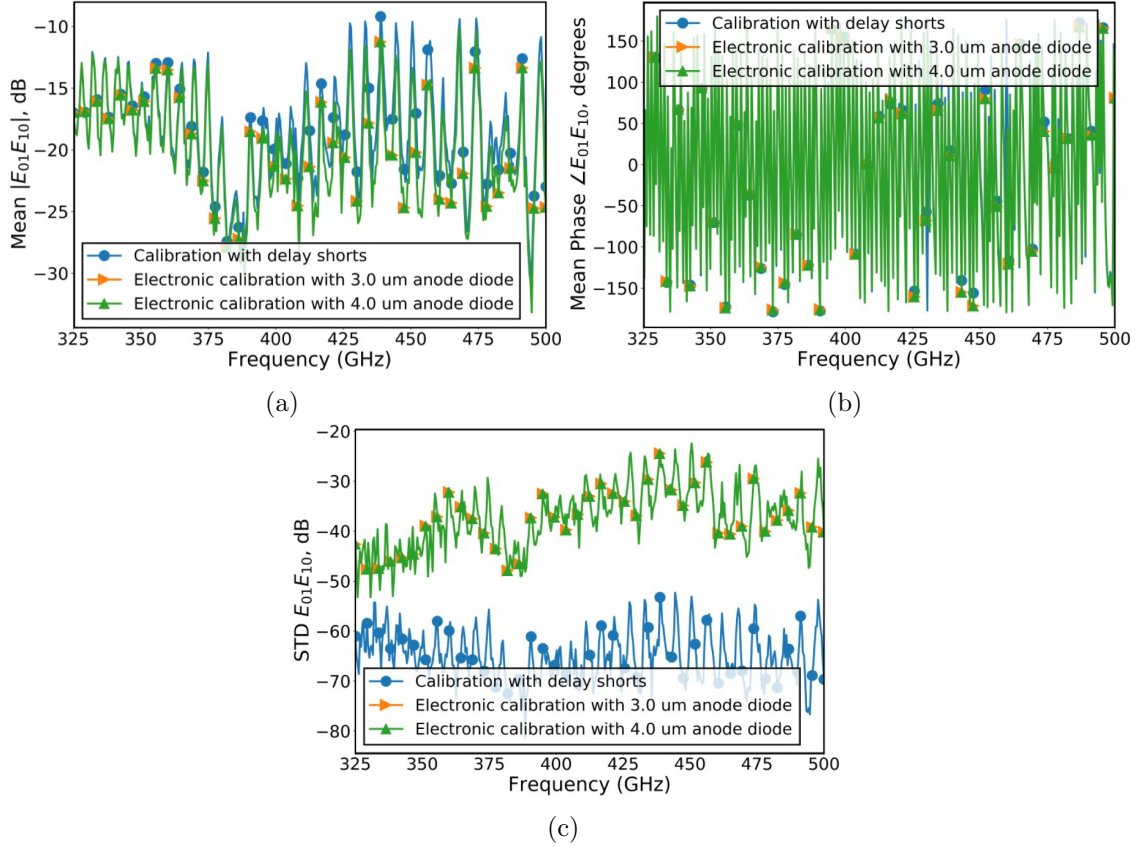 Mean |E₀₁E₁₀|, dB
−10
−15
−20
−25
−30
Calibration with delay shorts
Electronic calibration with 3.0 um anode diode
Electronic calibration with 4.0 um anode diode
325 350 375 400 425 450 475 500
Frequency (GHz)
(a)
Mean Phase ∠E₀₁E₁₀, degrees
150
100
50
0
−50
−100
−150
Calibration with delay shorts
Electronic calibration with 3.0 um anode diode
Electronic calibration with 4.0 um anode diode
325 350 375 400 425 450 475 500
Frequency (GHz)
(b)
STD E₀₁E₁₀, dB
−20
−30
−40
−50
−60
−70
−80
Calibration with delay shorts
Electronic calibration with 3.0 um anode diode
Electronic calibration with 4.0 um anode diode
325 350 375 400 425 450 475 500
Frequency (GHz)
(c)